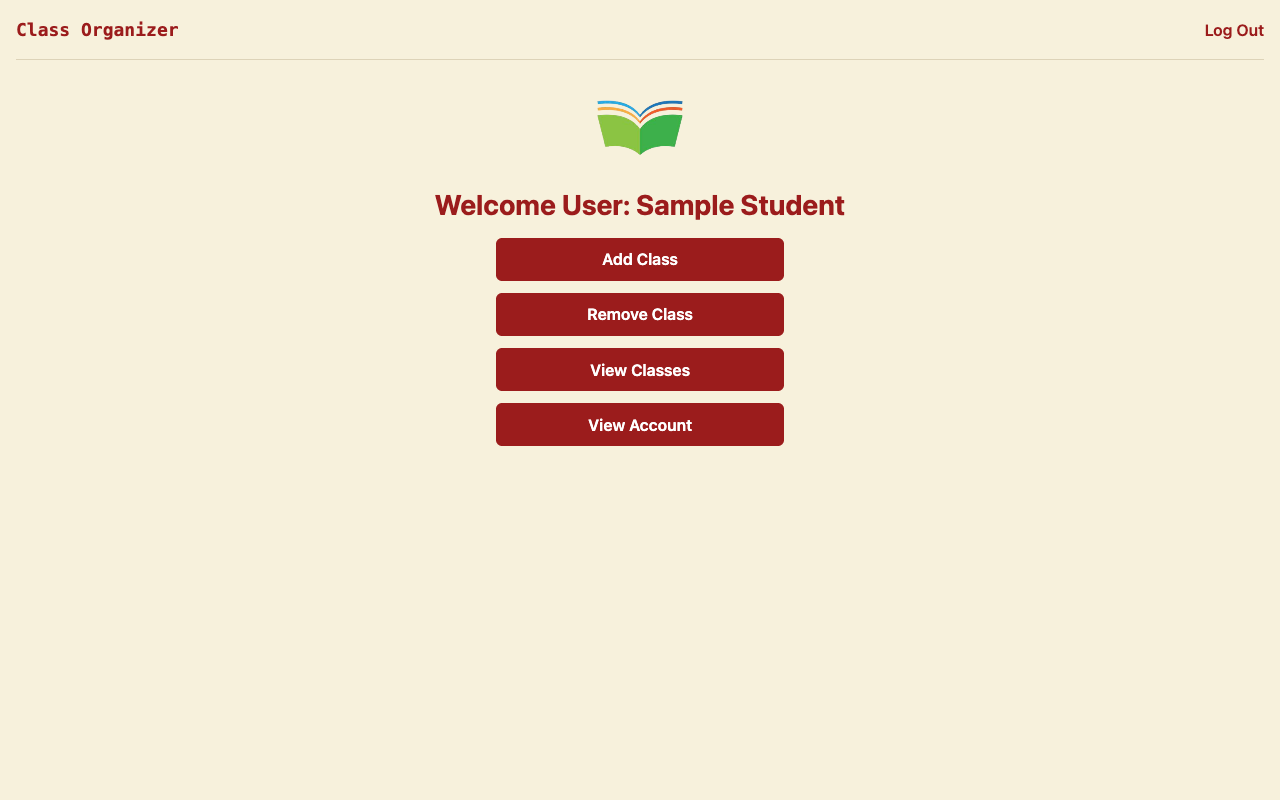 Class Organizer
Log Out
Welcome User: Sample Student
Add Class
Remove Class
View Classes
View Account